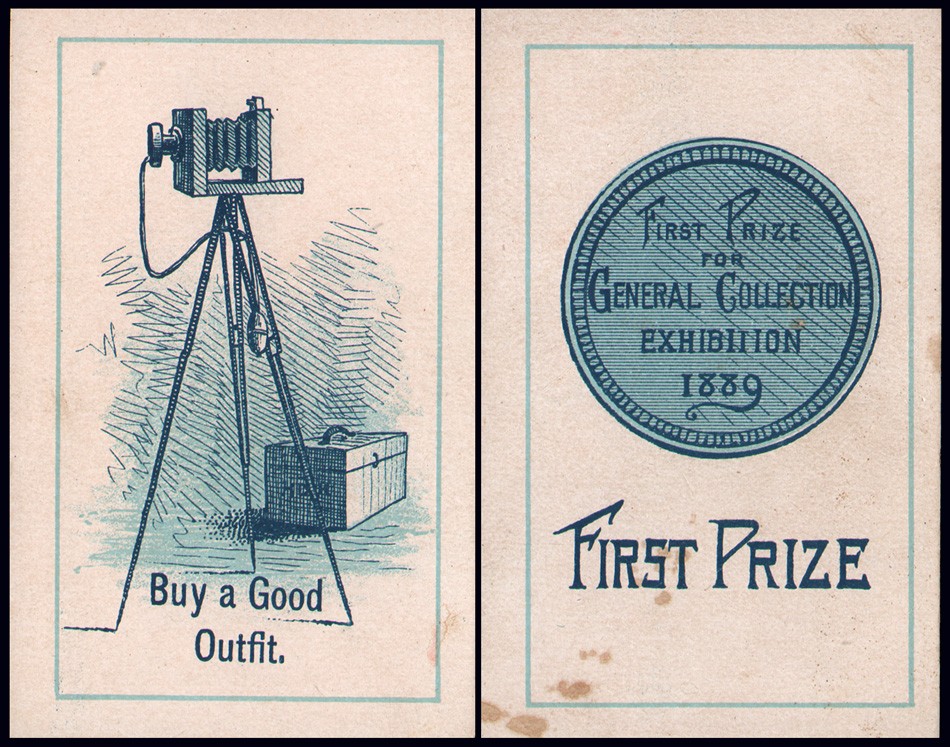 Buy a Good
Outfit.
First Prize
FOR
General Collection
EXHIBITION
1889
First Prize